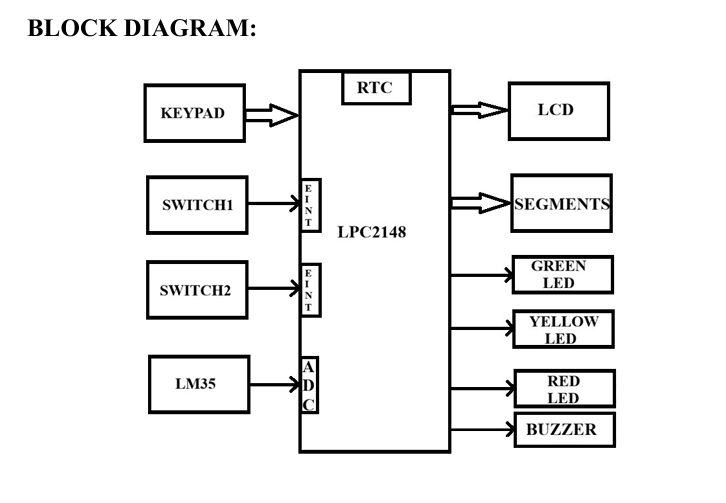 BLOCK DIAGRAM:
RTC
KEYPAD
LCD
SWITCH1
EINT
SEGMENTS
LPC2148
SWITCH2
EINT
GREEN
LED
YELLOW
LED
LM35
ADC
RED
LED
BUZZER